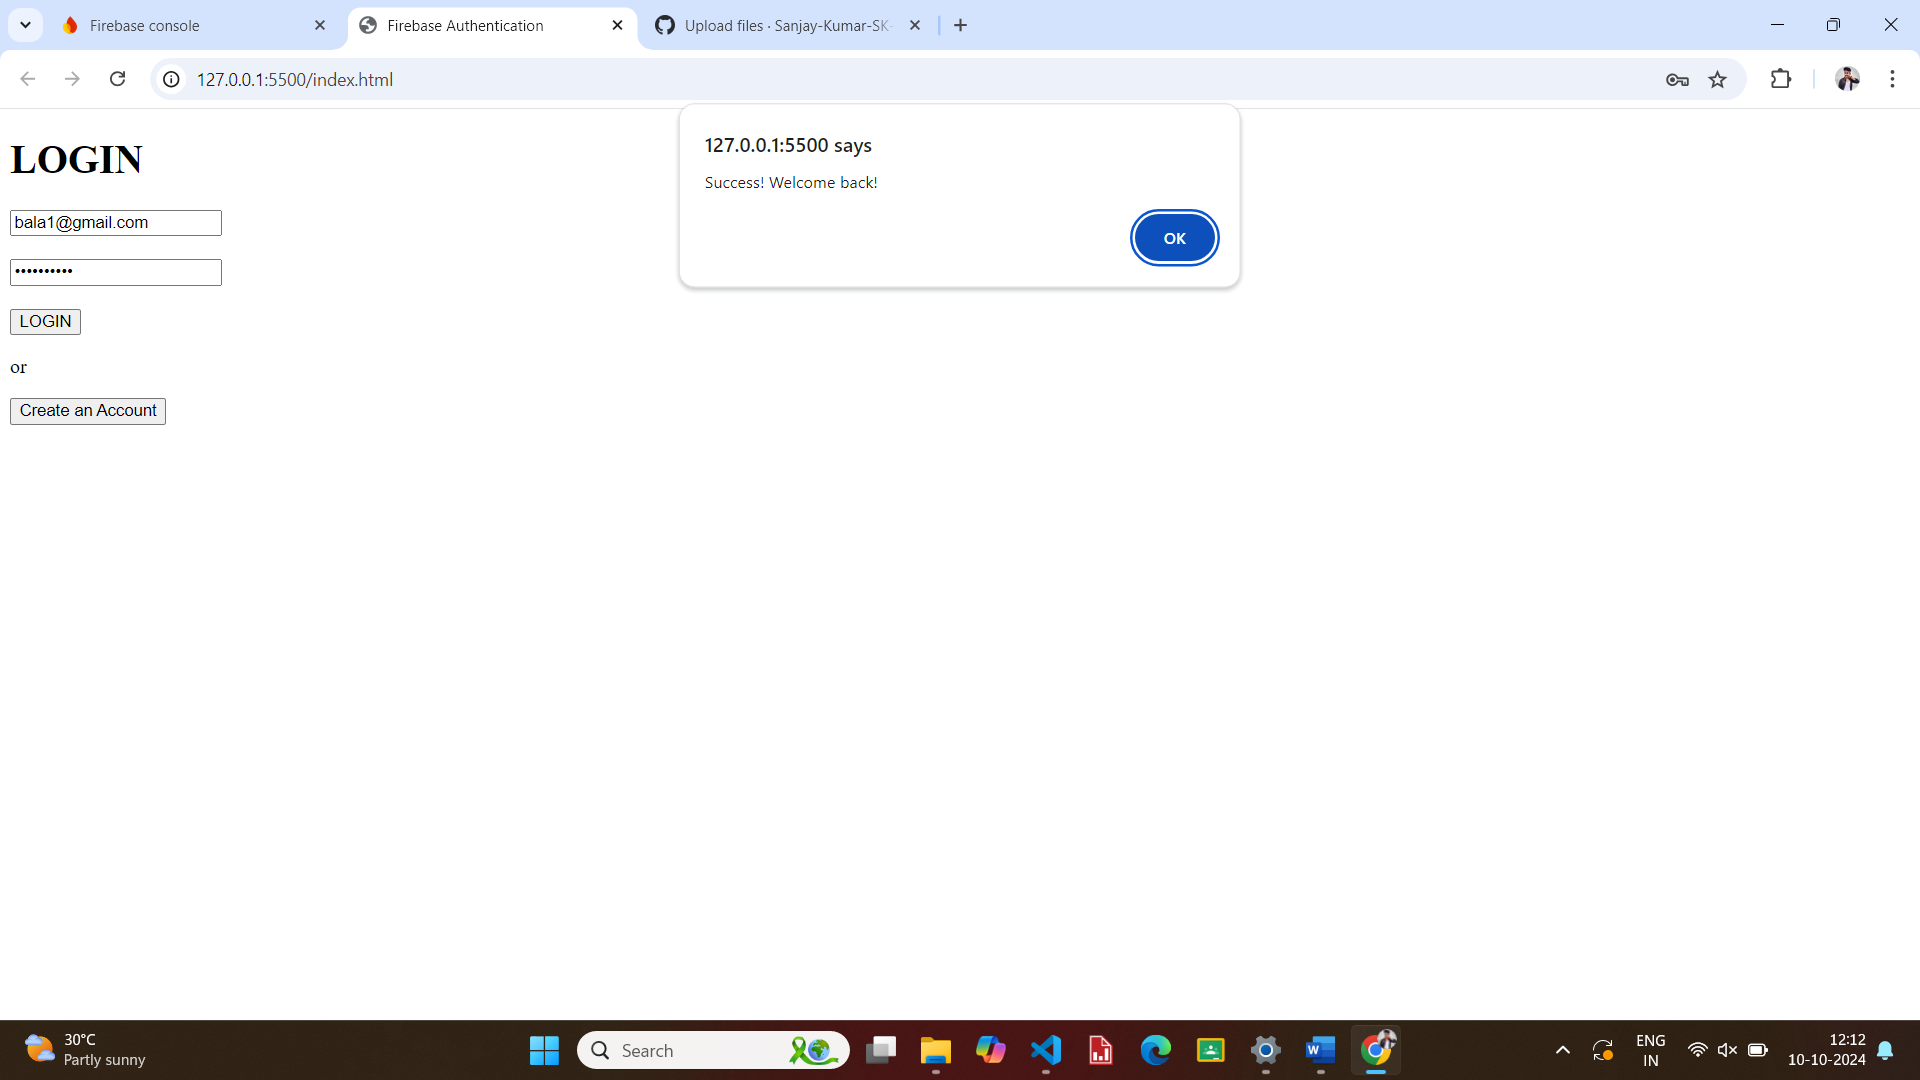 Firebase console
Firebase Authentication
Upload files · Sanjay-Kumar-SK-
127.0.0.1:5500/index.html
127.0.0.1:5500 says
Success! Welcome back!
OK
LOGIN
bala1@gmail.com
••••••••••
LOGIN
or
Create an Account
30°C
Partly sunny
Search
ENG
IN
12:12
10-10-2024